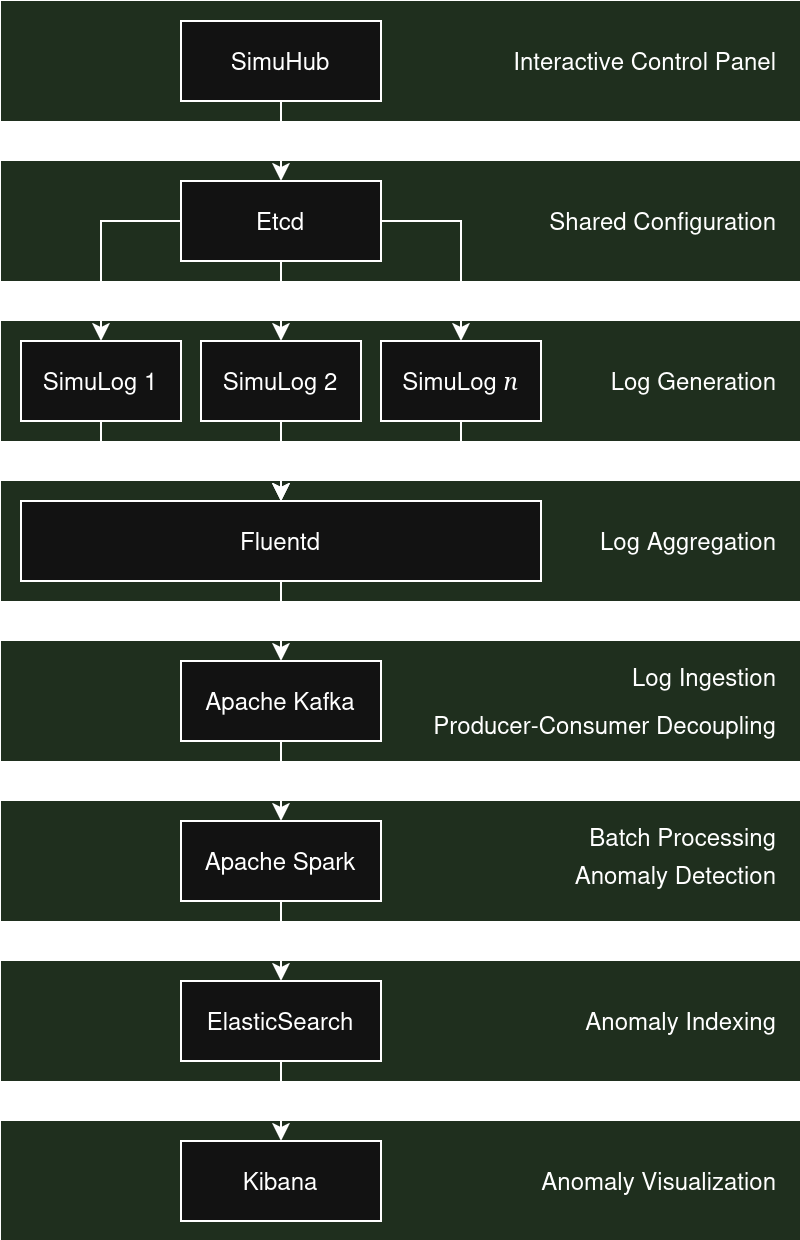 SimuHub
Interactive Control Panel
Etcd
Shared Configuration
SimuLog 1
SimuLog 2
SimuLog n
Log Generation
Fluentd
Log Aggregation
Apache Kafka
Log Ingestion
Producer-Consumer Decoupling
Apache Spark
Batch Processing
Anomaly Detection
ElasticSearch
Anomaly Indexing
Kibana
Anomaly Visualization